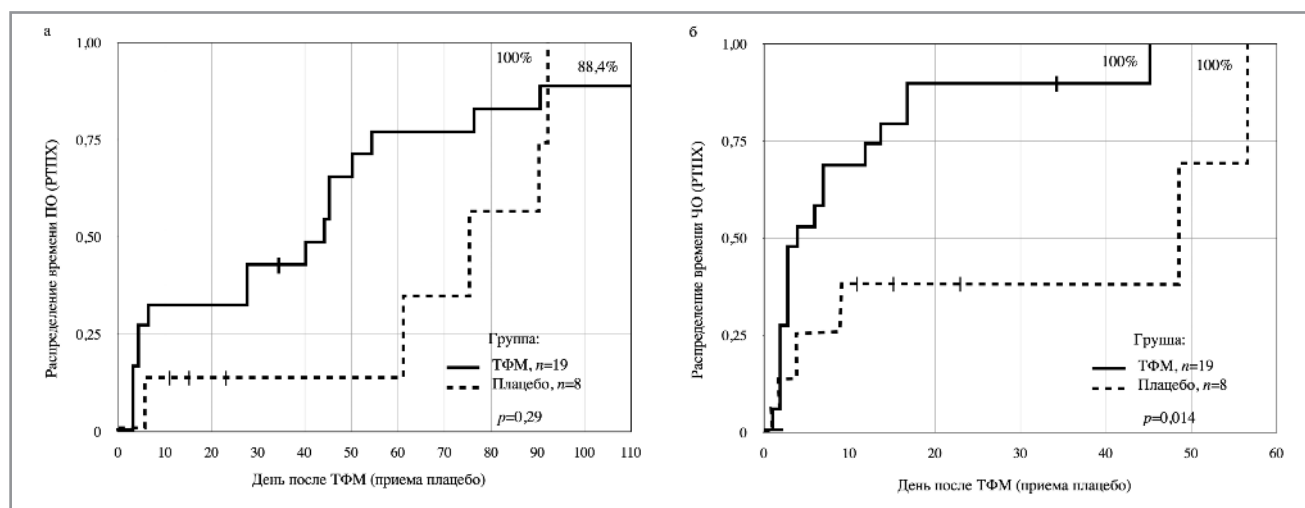 а
1,00
0,75
0,50
0,25
0
Распределение времени ПО (РТПХ)
100%
88,4%
Группа:
ТФМ, n=19
Плацебо, n=8
p=0,29
0 10 20 30 40 50 60 70 80 90 100 110
День после ТФМ (приема плацебо)
б
1,00
0,75
0,50
0,25
0
Распределение времени ЧО (РТПХ)
100%
100%
Группа:
ТФМ, n=19
Плацебо, n=8
p=0,014
0 10 20 30 40 50 60
День после ТФМ (приема плацебо)